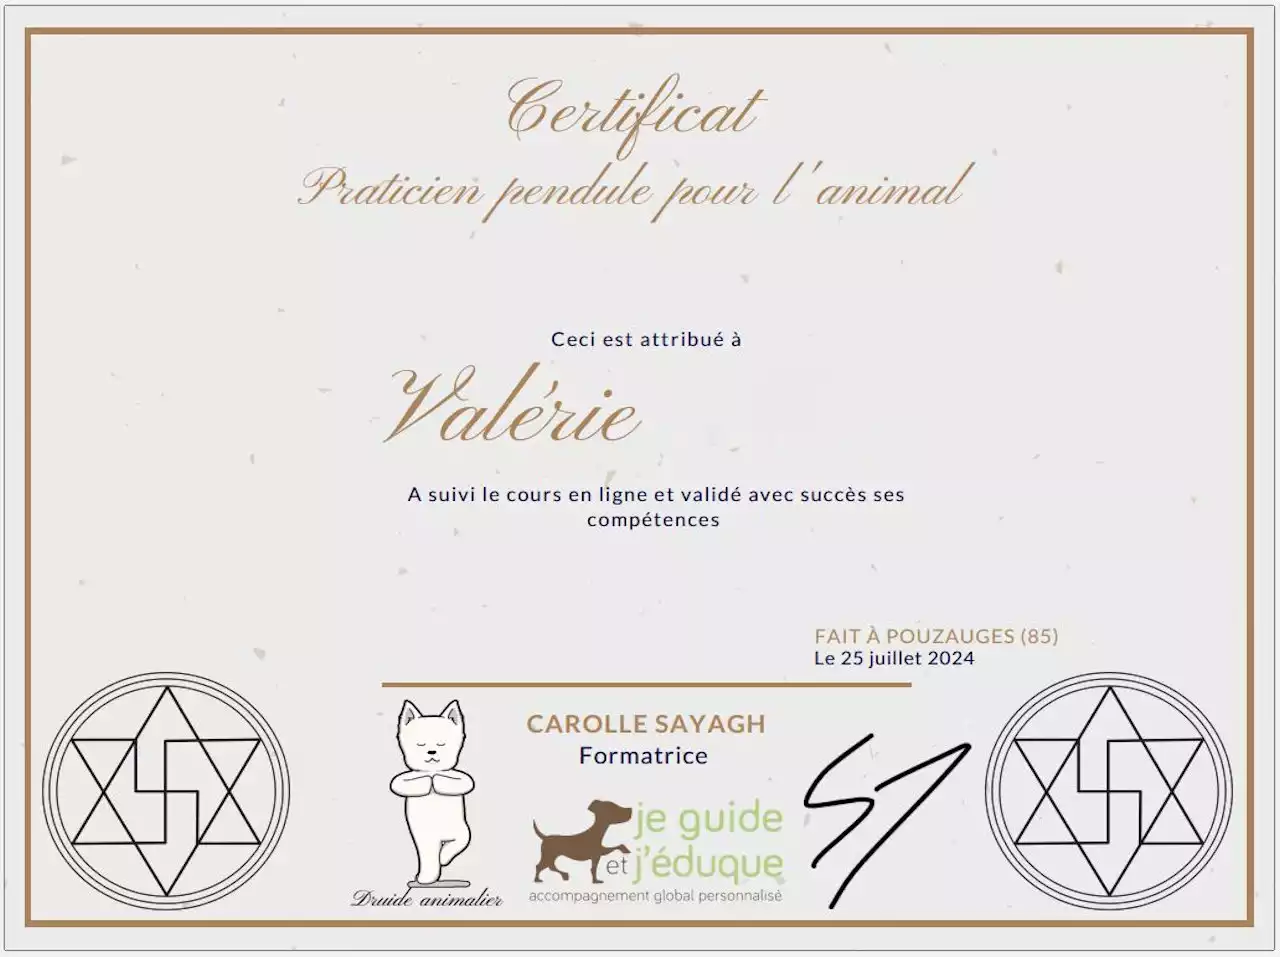 Certificat
Praticien pendule pour l'animal
Ceci est attribué à
Valérie
A suivi le cours en ligne et validé avec succès ses
compétences
FAIT À POUZAUGES (85)
Le 25 juillet 2024
CAROLLE SAYAGH
Formatrice
je guide
et j'éduque
accompagnement global personnalisé
Druide animalier